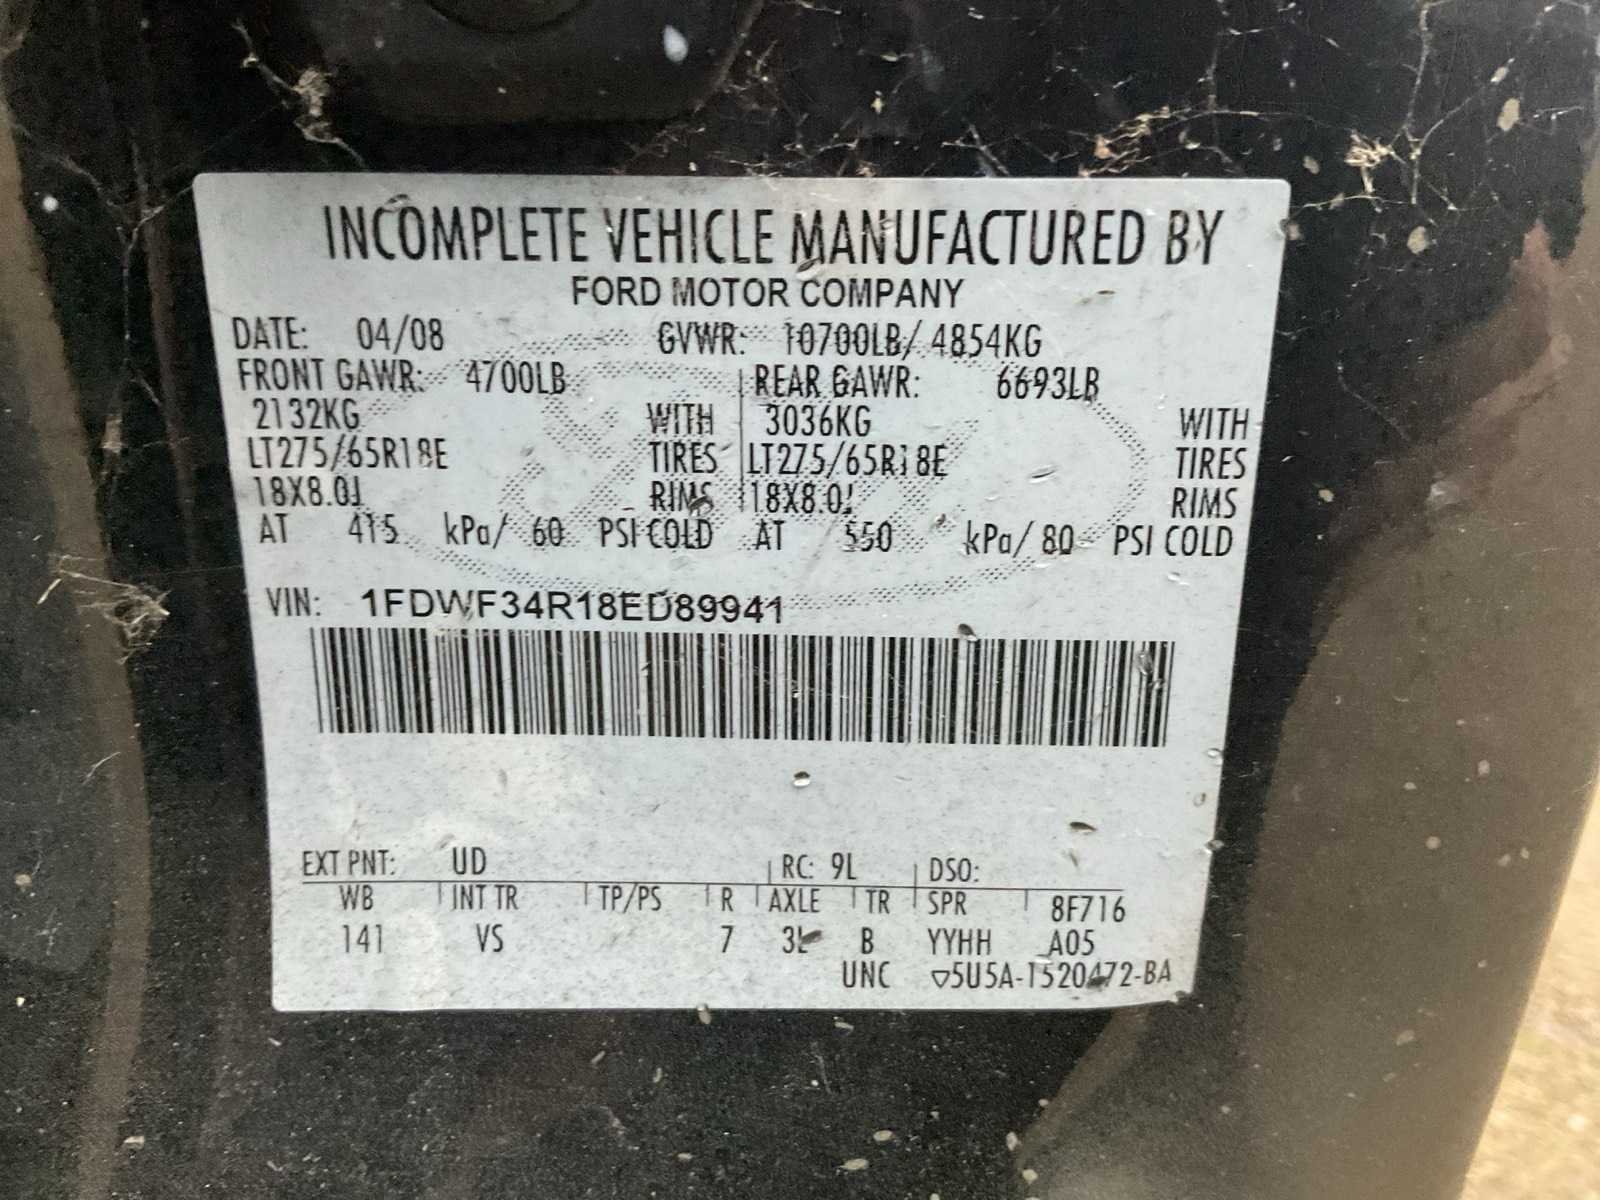 INCOMPLETE VEHICLE MANUFACTURED BY
FORD MOTOR COMPANY
DATE: 04/08 GVWR: 10700LB/ 4854KG
FRONT GAWR: 4700LB REAR GAWR: 6693LB
2132KG WITH 3036KG WITH
LT275/65R18E TIRES LT275/65R18E TIRES
18X8.0J RIMS 18X8.0J RIMS
AT 415 kPa/ 60 PSI COLD AT 550 kPa/ 80 PSI COLD
VIN: 1FDWF34R18ED89941
EXT PNT: UD RC: 9L DSO:
WB INT TR TP/PS R AXLE TR SPR 8F716
141 VS 7 3L B YYHH A05
UNC ▽5U5A-1520472-BA